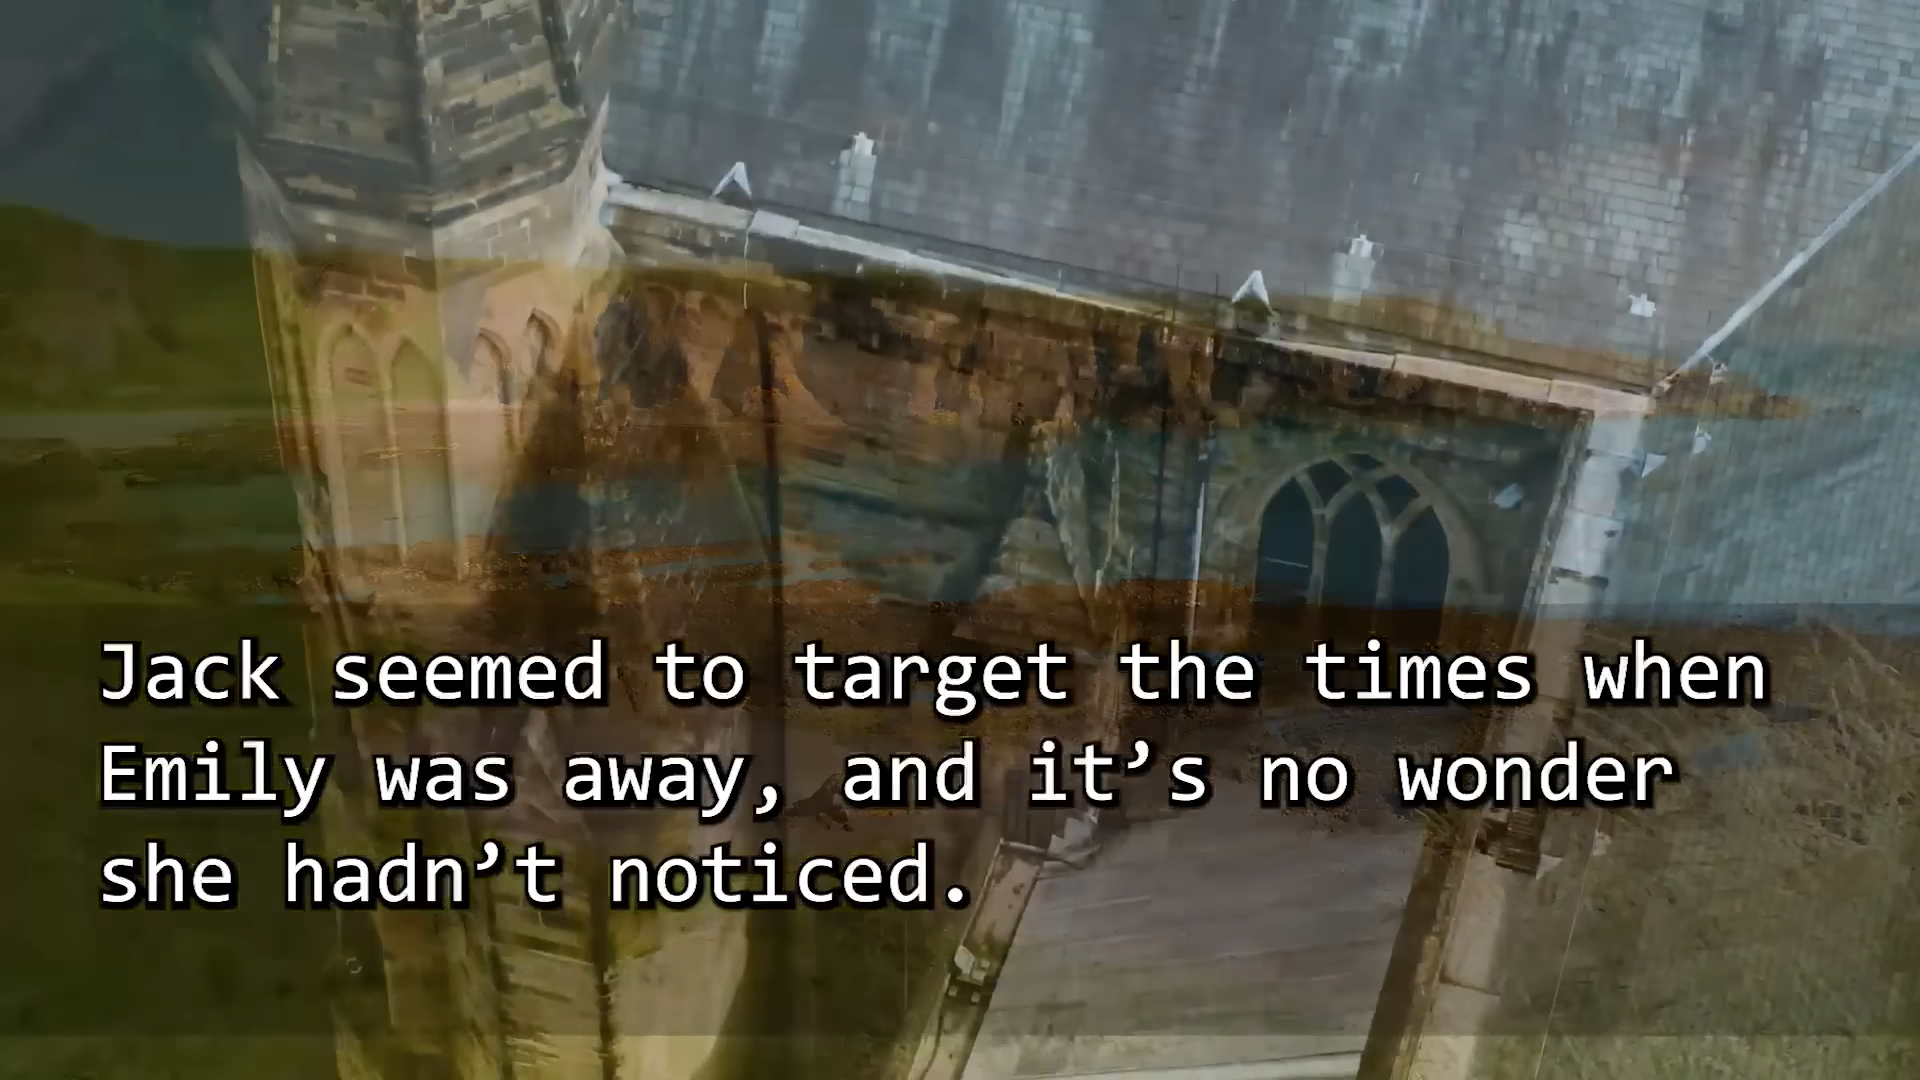 Jack seemed to target the times when
Emily was away, and it’s no wonder
she hadn’t noticed.